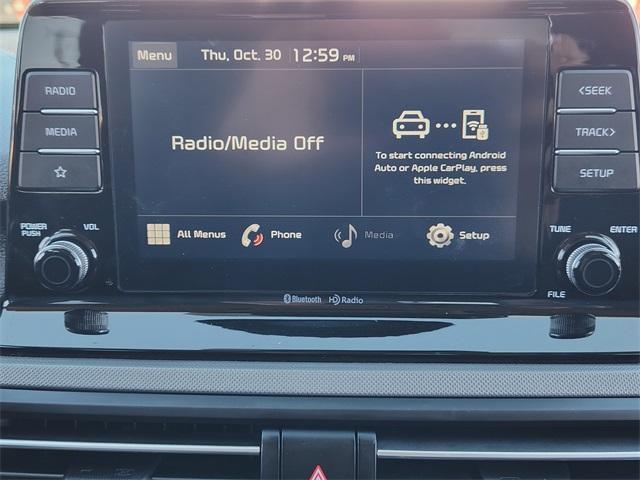 Menu Thu, Oct. 30 12:59 PM
RADIO
MEDIA
☆
Radio/Media Off
To start connecting Android
Auto or Apple CarPlay, press
this widget.
<SEEK
TRACK>
SETUP
POWER
PUSH
VOL
All Menus Phone Media Setup
TUNE ENTER
FILE
Bluetooth HD Radio